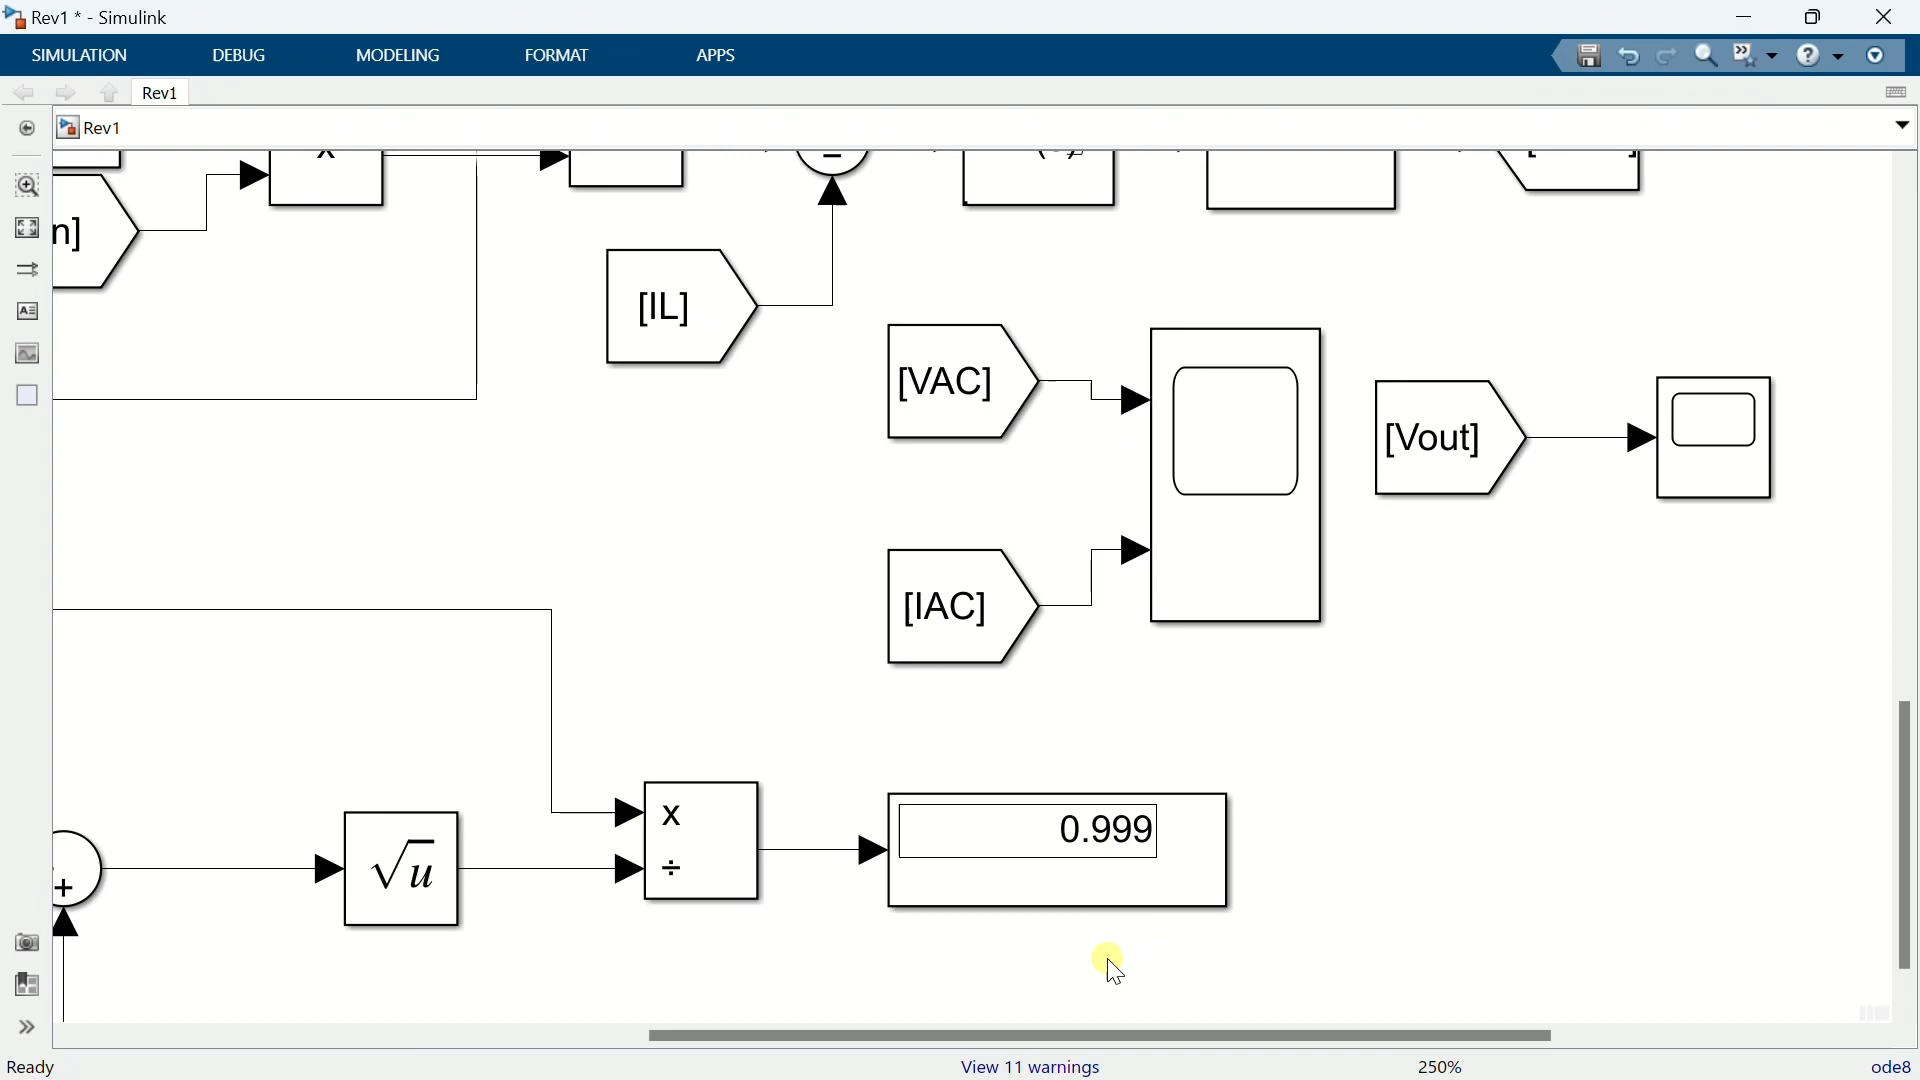 Rev1 * - Simulink
SIMULATION
DEBUG
MODELING
FORMAT
APPS
Rev1
Rev1
n]
[IL]
[VAC]
[Vout]
[IAC]
+
√u
x
÷
0.999
Ready
View 11 warnings
250%
ode8